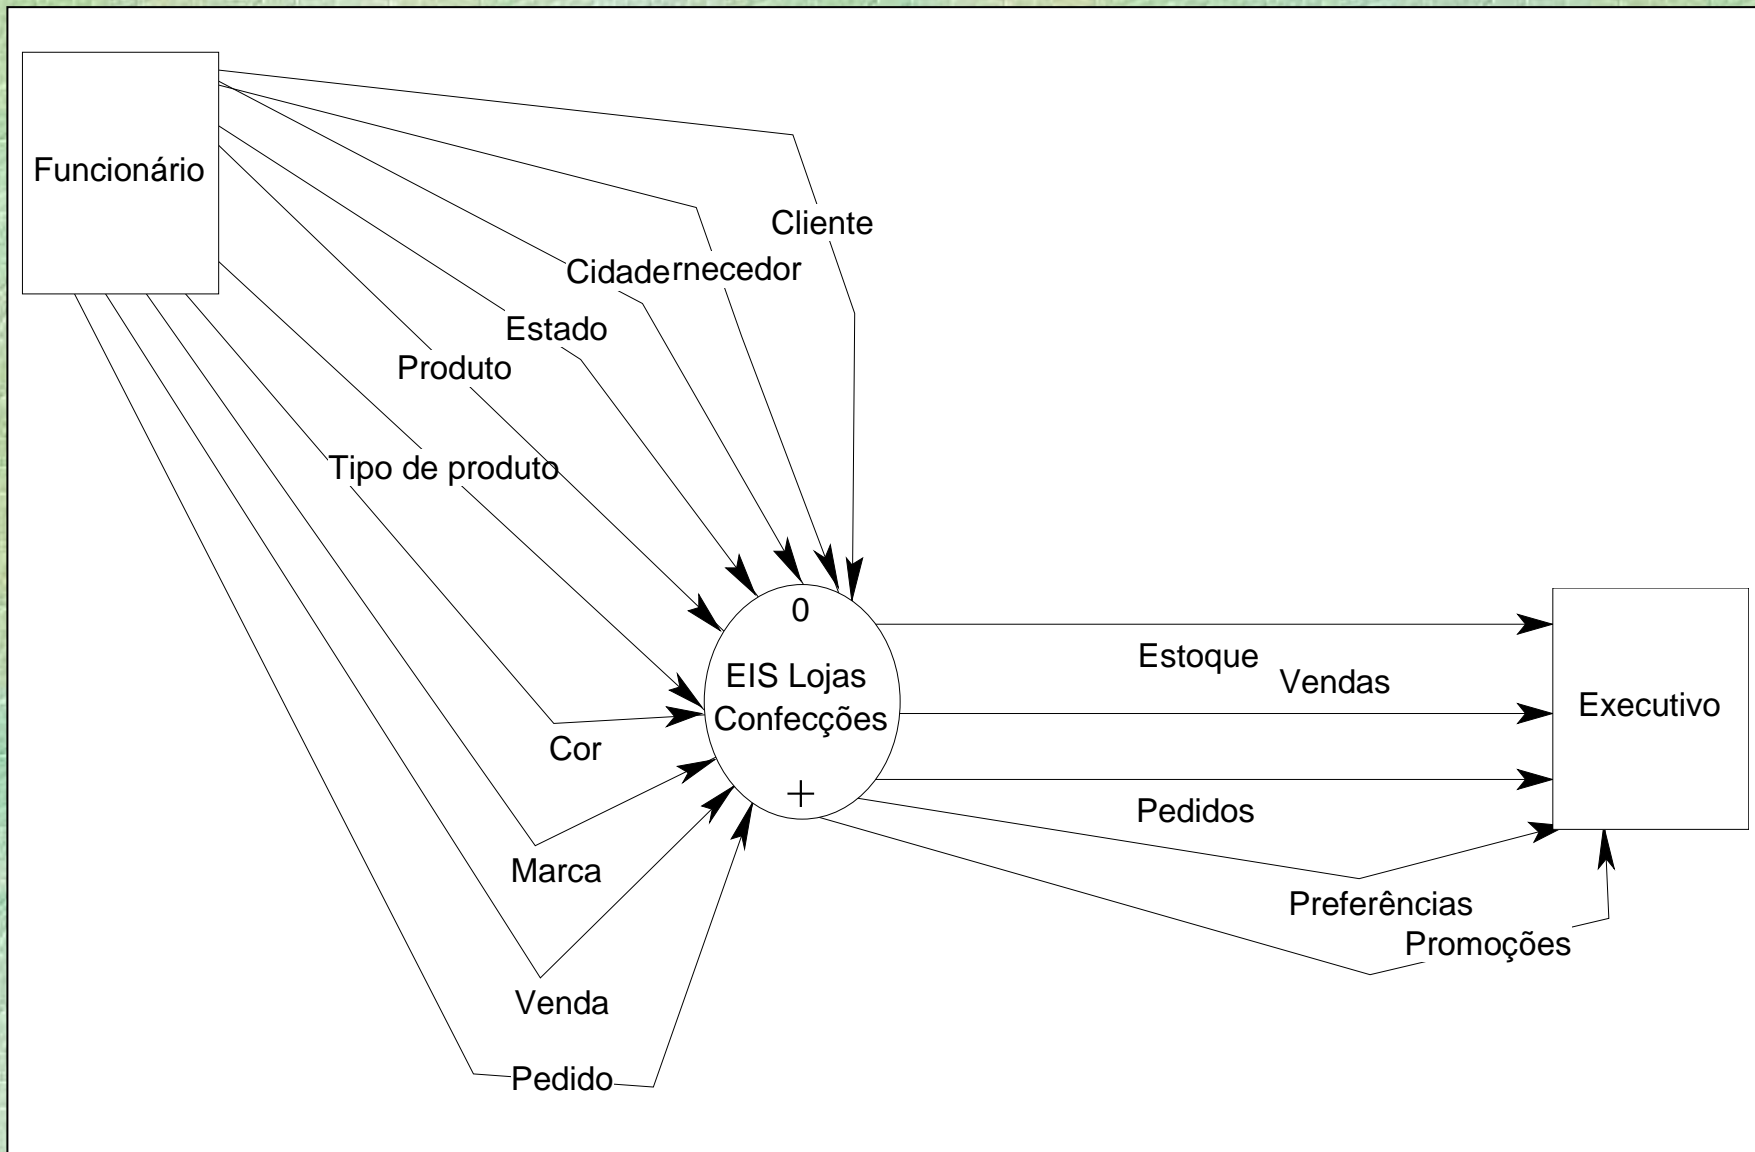 Funcionário
Cliente
Cidadernecedor
Estado
Produto
Tipo de produto
0
EIS Lojas
Confecções
+
Cor
Marca
Venda
Pedido
Estoque
Vendas
Executivo
Pedidos
Preferências
Promoções